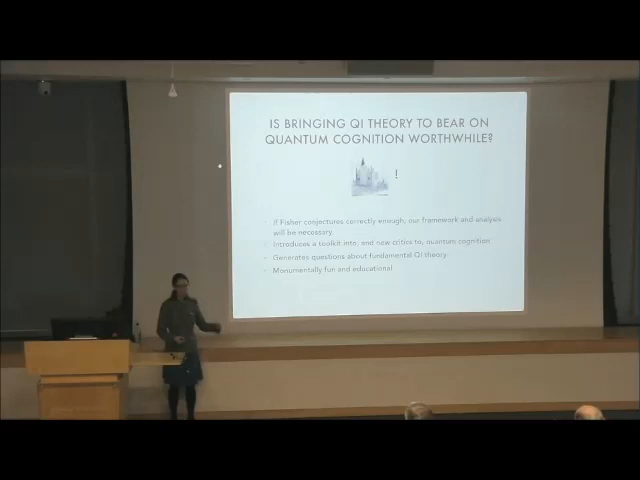 IS BRINGING QI THEORY TO BEAR ON
QUANTUM COGNITION WORTHWHILE?
!
If Fisher conjectures correctly enough, our framework and analysis
will be necessary.
Introduces a toolkit into, and new critics to, quantum cognition
Generates questions about fundamental QI theory
Monumentally fun and educational